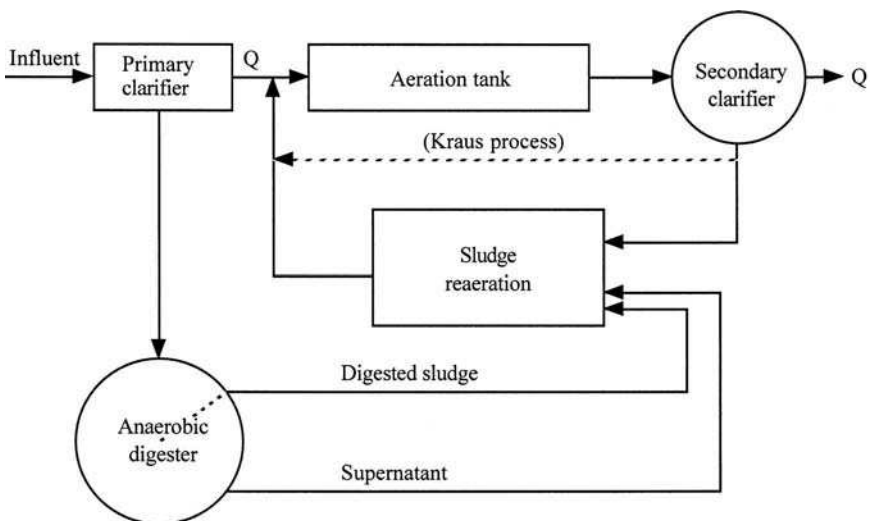 Influent
Primary
clarifier
Q
Aeration tank
Secondary
clarifier
Q
(Kraus process)
Sludge
reaeration
Digested sludge
Anaerobic
digester
Supernatant